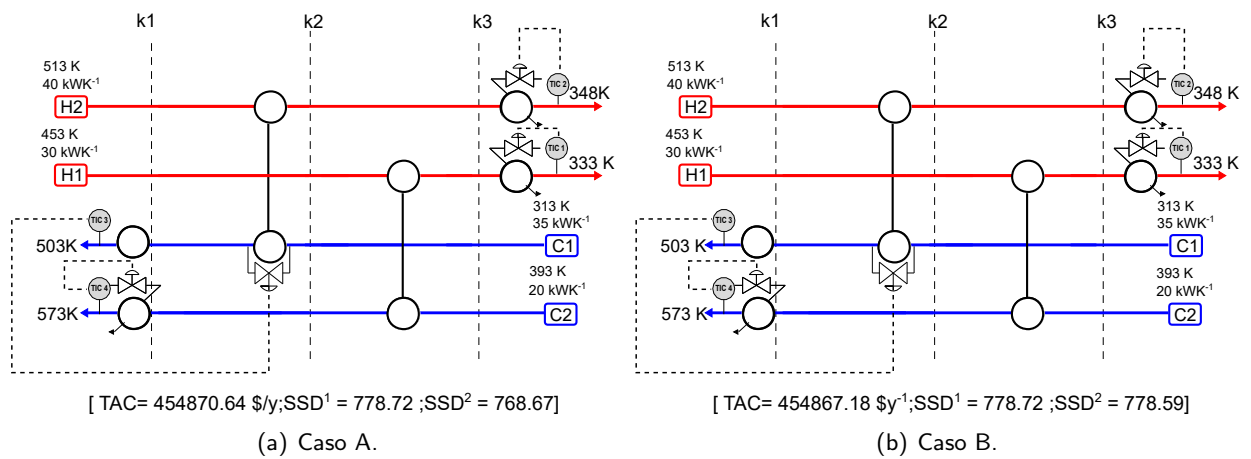 k1
k2
k3
513 K
40 kWK⁻¹
TIC 2
348K
H2
453 K
30 kWK⁻¹
TIC 1
333 K
H1
313 K
35 kWK⁻¹
TIC 3
503K
C1
393 K
20 kWK⁻¹
TIC 4
573K
C2
[ TAC= 454870.64 $/y;SSD¹ = 778.72 ;SSD² = 768.67]
(a) Caso A.
k1
k2
k3
513 K
40 kWK⁻¹
TIC 2
348 K
H2
453 K
30 kWK⁻¹
TIC 1
333 K
H1
313 K
35 kWK⁻¹
TIC 3
503 K
C1
393 K
20 kWK⁻¹
TIC 4
573 K
C2
[ TAC= 454867.18 $y⁻¹;SSD¹ = 778.72 ;SSD² = 778.59]
(b) Caso B.